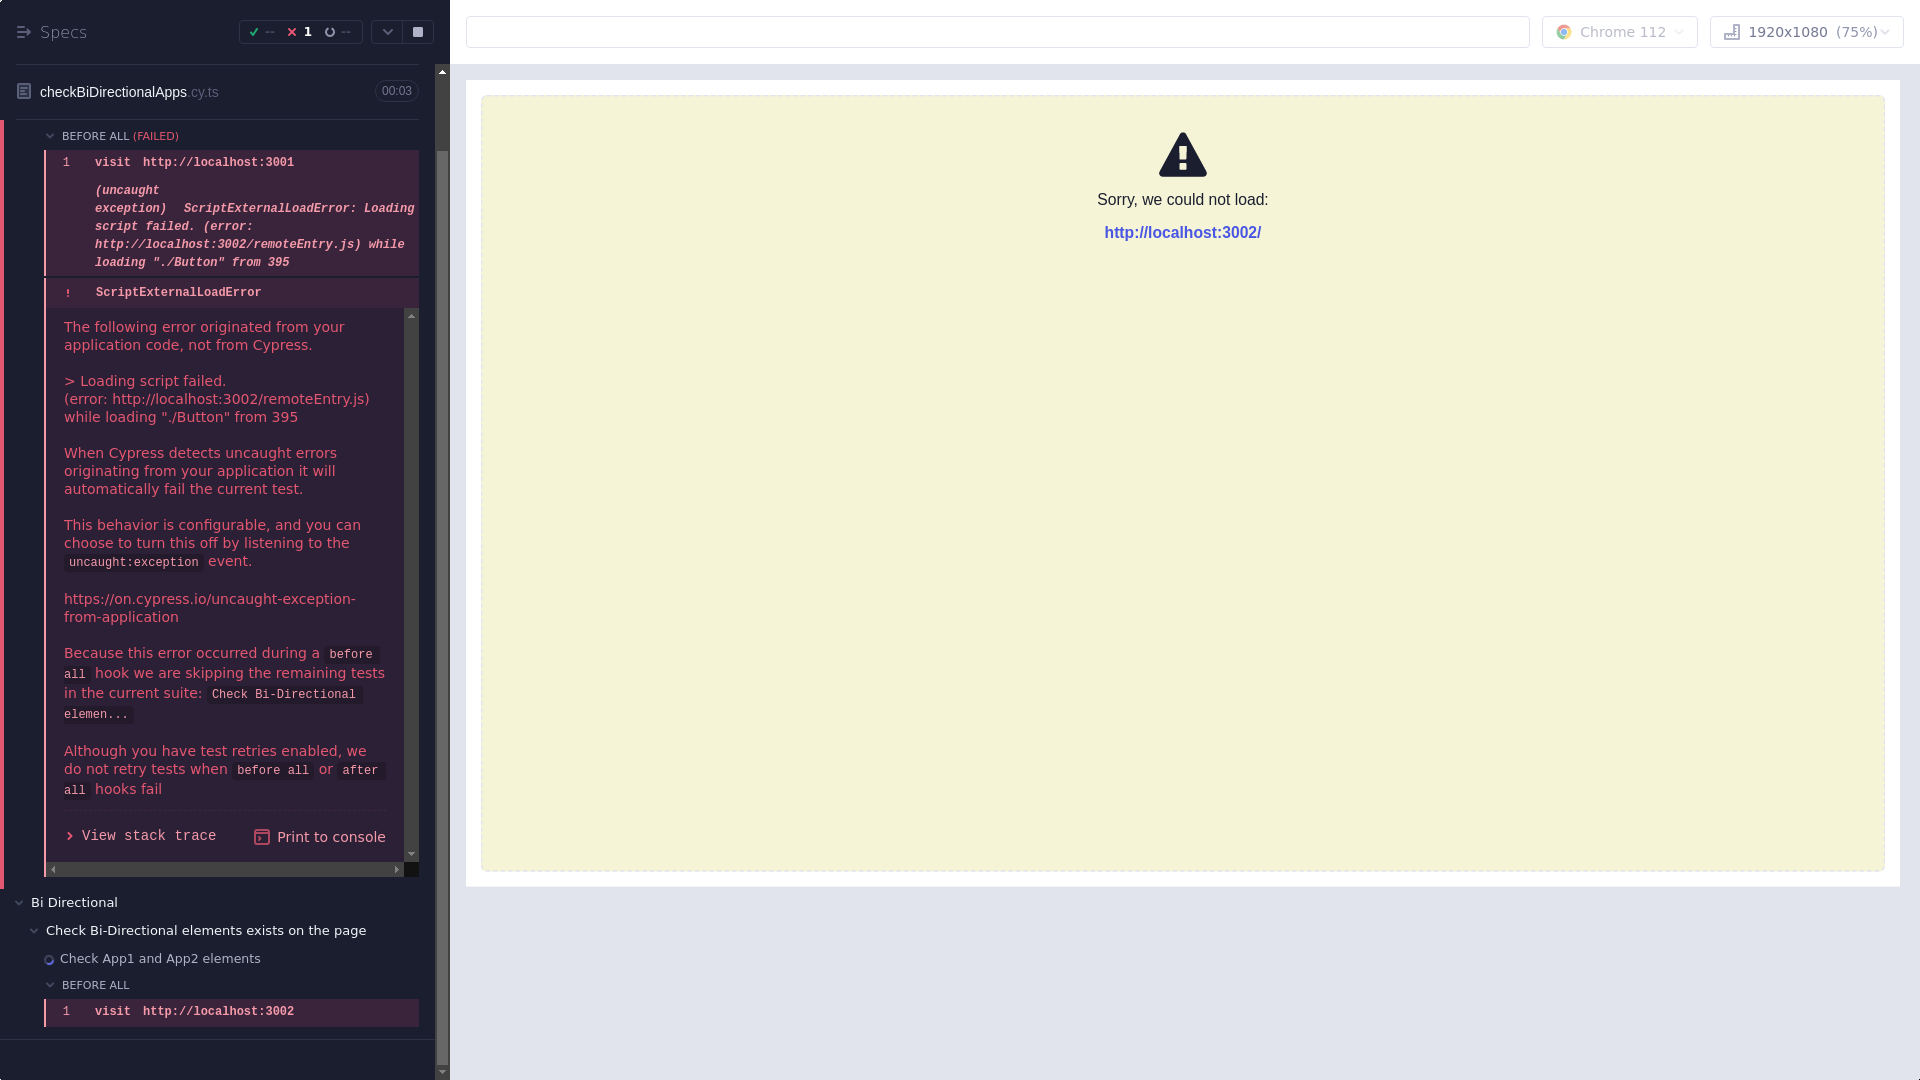 Specs
--
1
--
Chrome 112
1920x1080 (75%)
checkBiDirectionalApps.cy.ts
00:03
BEFORE ALL (FAILED)
1 visit http://localhost:3001
(uncaught
exception) ScriptExternalLoadError: Loading
script failed. (error:
http://localhost:3002/remoteEntry.js) while
loading "./Button" from 395
! ScriptExternalLoadError
The following error originated from your
application code, not from Cypress.
> Loading script failed.
(error: http://localhost:3002/remoteEntry.js)
while loading "./Button" from 395
When Cypress detects uncaught errors
originating from your application it will
automatically fail the current test.
This behavior is configurable, and you can
choose to turn this off by listening to the
uncaught:exception event.
https://on.cypress.io/uncaught-exception-
from-application
Because this error occurred during a before
all hook we are skipping the remaining tests
in the current suite: Check Bi-Directional
elemen...
Although you have test retries enabled, we
do not retry tests when before all or after
all hooks fail
View stack trace
Print to console
Bi Directional
Check Bi-Directional elements exists on the page
Check App1 and App2 elements
BEFORE ALL
1 visit http://localhost:3002
Sorry, we could not load:
http://localhost:3002/